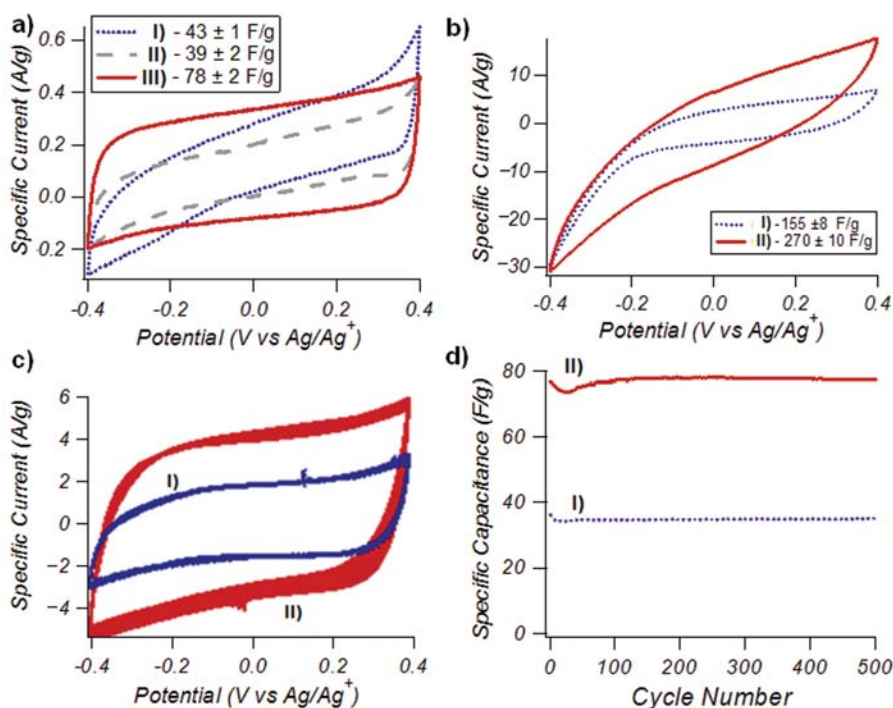 a)
I) - 43 ± 1 F/g
II) - 39 ± 2 F/g
III) - 78 ± 2 F/g
Specific Current (A/g)
0.6
0.4
0.2
0.0
0.2
-0.4
-0.2
0.0
0.2
0.4
Potential (V vs Ag/Ag+)
b)
Specific Current (A/g)
10
0
−10
−20
−30
I) -155 ±8 F/g
II) - 270 ± 10 F/g
-0.4
-0.2
0.0
0.2
0.4
Potential (V vs Ag/Ag+)
c)
Specific Current (A/g)
6
4
2
0
−2
−4
I)
II)
-0.4
-0.2
0.0
0.2
0.4
Potential (V vs Ag/Ag+)
d)
Specific Capacitance (F/g)
80
60
40
20
0
II)
I)
0
100
200
300
400
500
Cycle Number